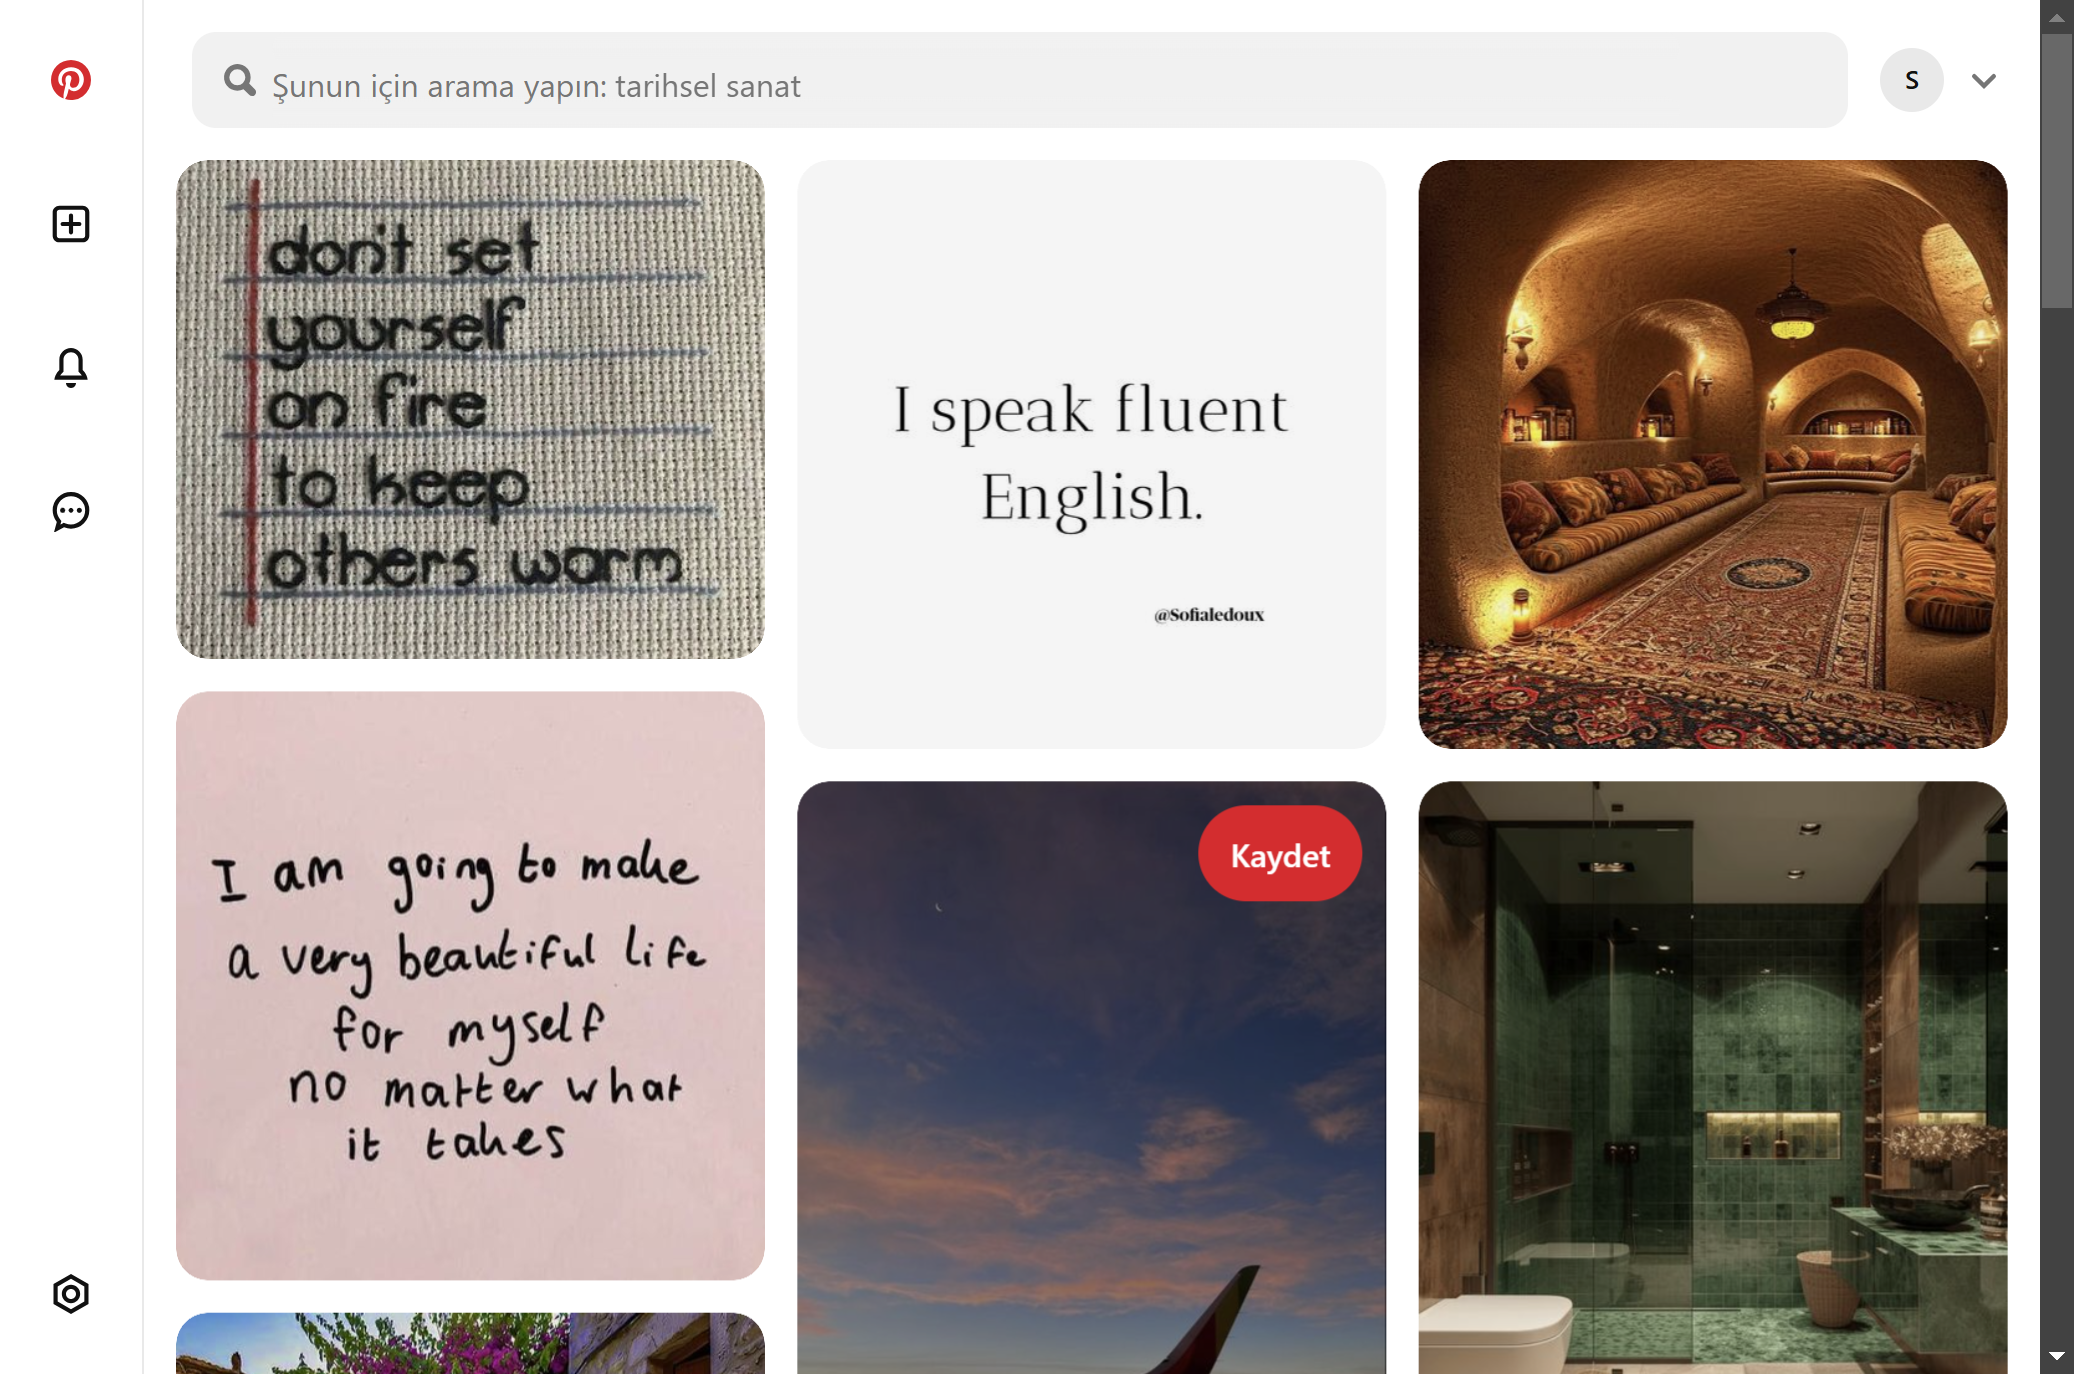 Şunun için arama yapın: tarihsel sanat
S
don't set
yourself
on fire
to keep
others warm
I speak fluent
English.
@Sofialedoux
I am going to make
a very beautiful life
for myself
no matter what
it takes
Kaydet